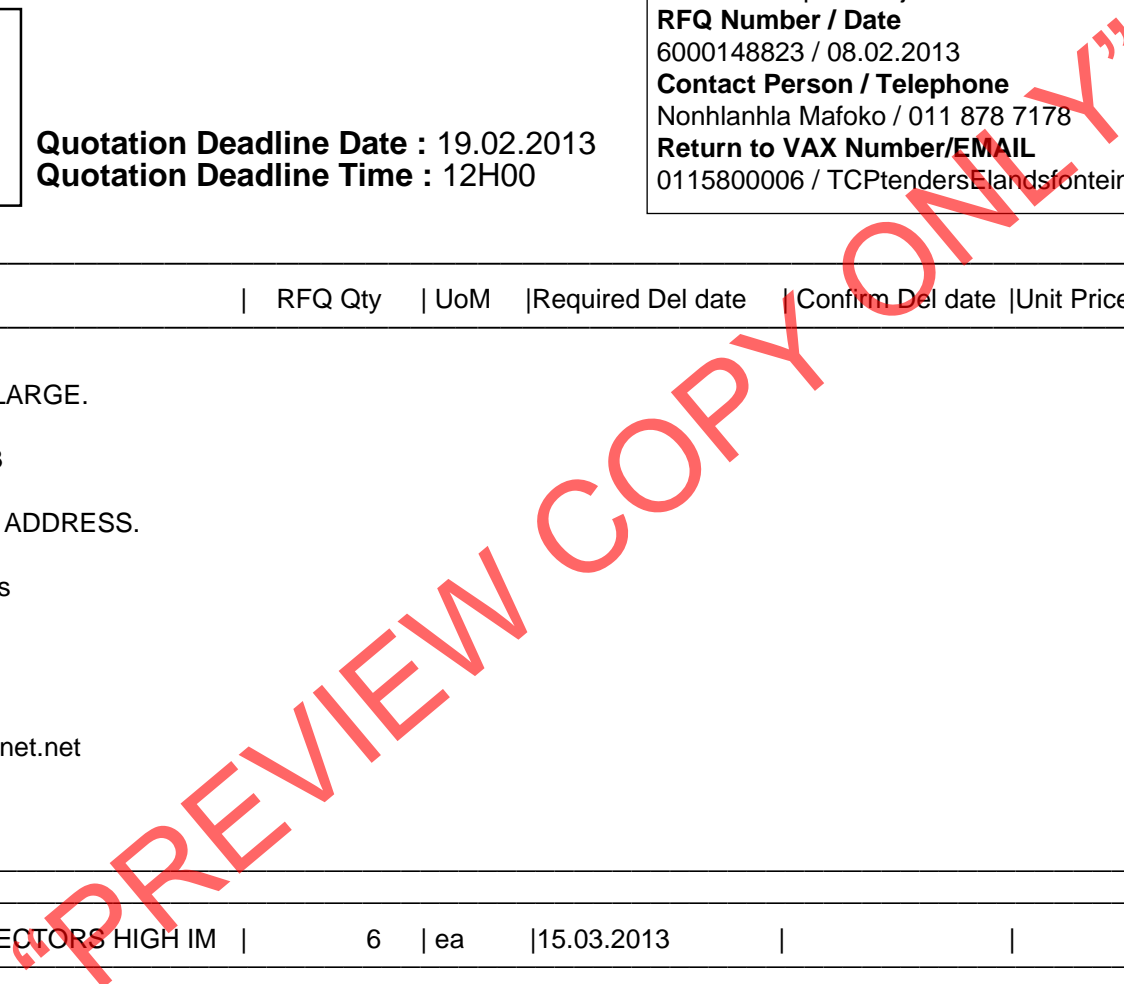 RFQ Number / Date
6000148823 / 08.02.2013
Contact Person / Telephone
Nonhlanhla Mafoko / 011 878 7178
Return to VAX Number/EMAIL
0115800006 / TCPtendersElandsfontein
Quotation Deadline Date : 19.02.2013
Quotation Deadline Time : 12H00
| RFQ Qty | UoM |Required Del date | Confirm Del date |Unit Price
LARGE.
ADDRESS.
s
net.net
ECTORS HIGH IM | 6 | ea |15.03.2013 | |
“PREVIEW COPY ONLY”